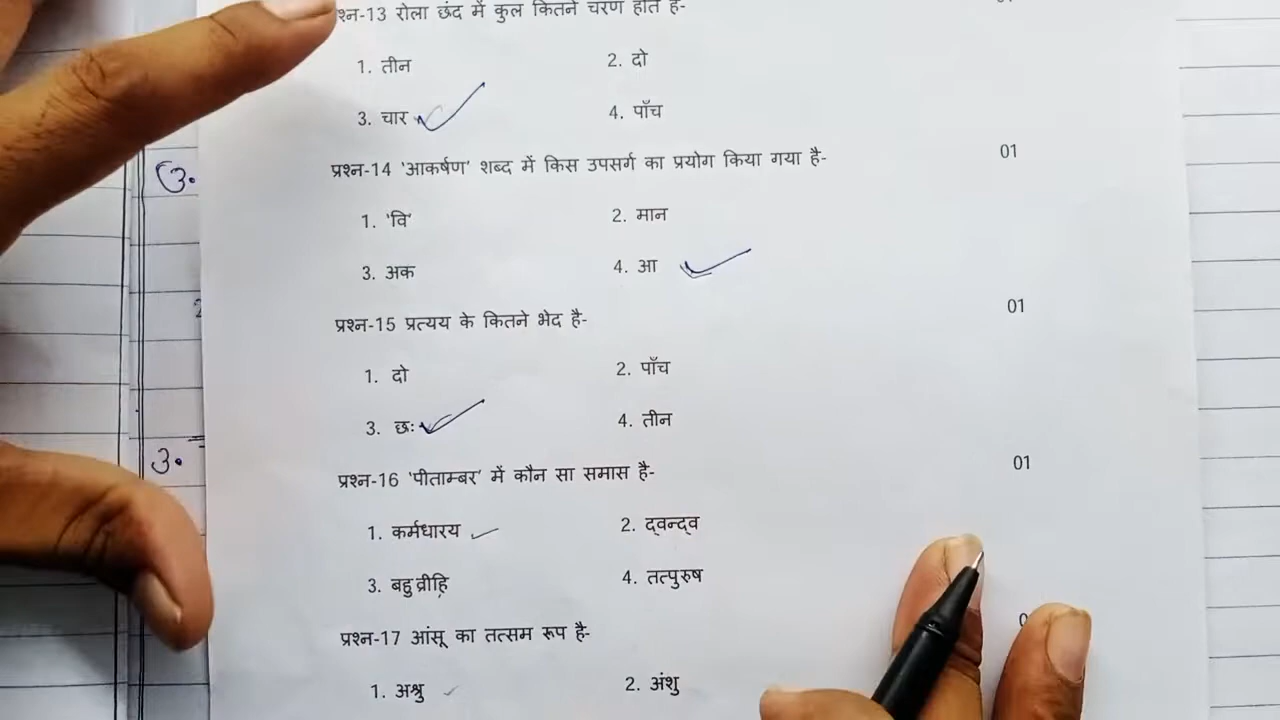 श्न-13 रोला छंद में कुल कितने चरण होते है-
1. तीन
2. दो
3. चार
4. पाँच
प्रश्न-14 'आकर्षण' शब्द में किस उपसर्ग का प्रयोग किया गया है-
01
1. 'वि'
2. मान
3. अक
4. आ
प्रश्न-15 प्रत्यय के कितने भेद है-
01
1. दो
2. पाँच
3. छः
4. तीन
प्रश्न-16 'पीताम्बर' में कौन सा समास है-
01
1. कर्मधारय
2. द्वन्द्व
3. बहुव्रीहि
4. तत्पुरुष
प्रश्न-17 आंसू का तत्सम रूप है-
1. अश्रु
2. अंशु
3.
3.